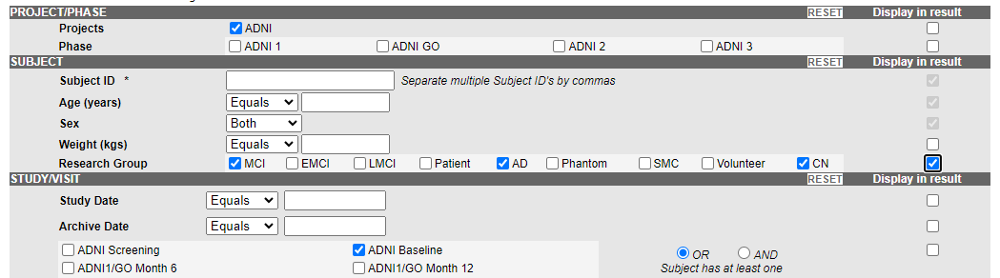 PROJECT/PHASE RESET Display in result
Projects ADNI
Phase ADNI 1 ADNI GO ADNI 2 ADNI 3
SUBJECT RESET Display in result
Subject ID * Separate multiple Subject ID's by commas
Age (years) Equals
Sex Both
Weight (kgs) Equals
Research Group MCI EMCI LMCI Patient AD Phantom SMC Volunteer CN
STUDY/VISIT RESET Display in result
Study Date Equals
Archive Date Equals
ADNI Screening ADNI Baseline OR AND
ADNI1/GO Month 6 ADNI1/GO Month 12 Subject has at least one